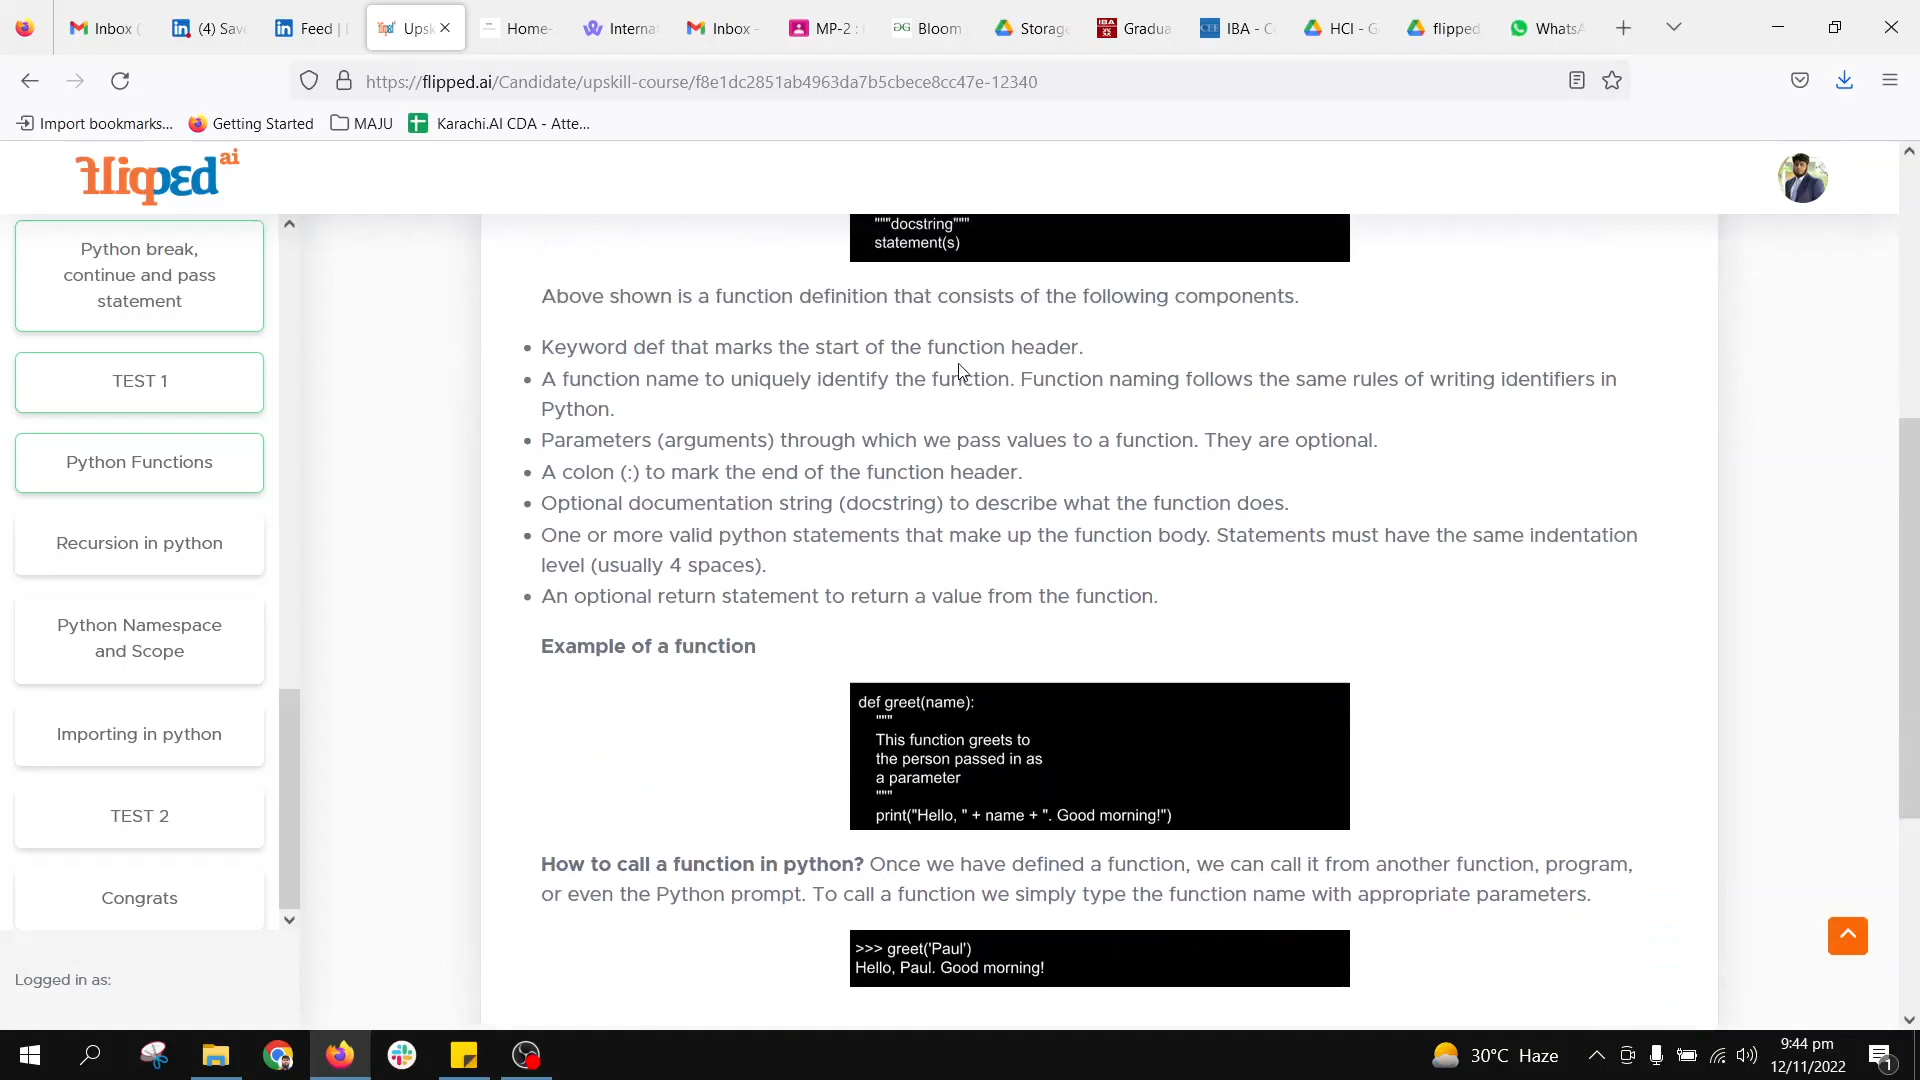 Inbox (
(4) Save
Feed | L
Upsk
Home-
Interna
Inbox -
MP-2 :
Bloom
Storage
Gradua
IBA - C
HCI - G
flipped
WhatsA
https://flipped.ai/Candidate/upskill-course/f8e1dc2851ab4963da7b5cbece8cc47e-12340
Import bookmarks...
Getting Started
MAJU
Karachi.AI CDA - Atte...
flipped ai
Python break,
continue and pass
statement
TEST 1
Python Functions
Recursion in python
Python Namespace
and Scope
Importing in python
TEST 2
Congrats
Logged in as:
"""docstring"""
statement(s)
Above shown is a function definition that consists of the following components.
• Keyword def that marks the start of the function header.
• A function name to uniquely identify the function. Function naming follows the same rules of writing identifiers in
Python.
• Parameters (arguments) through which we pass values to a function. They are optional.
• A colon (:) to mark the end of the function header.
• Optional documentation string (docstring) to describe what the function does.
• One or more valid python statements that make up the function body. Statements must have the same indentation
level (usually 4 spaces).
• An optional return statement to return a value from the function.
Example of a function
def greet(name):
"""
This function greets to
the person passed in as
a parameter
"""
print("Hello, " + name + ". Good morning!")
How to call a function in python? Once we have defined a function, we can call it from another function, program,
or even the Python prompt. To call a function we simply type the function name with appropriate parameters.
>>> greet('Paul')
Hello, Paul. Good morning!
30°C Haze
9:44 pm
12/11/2022
1